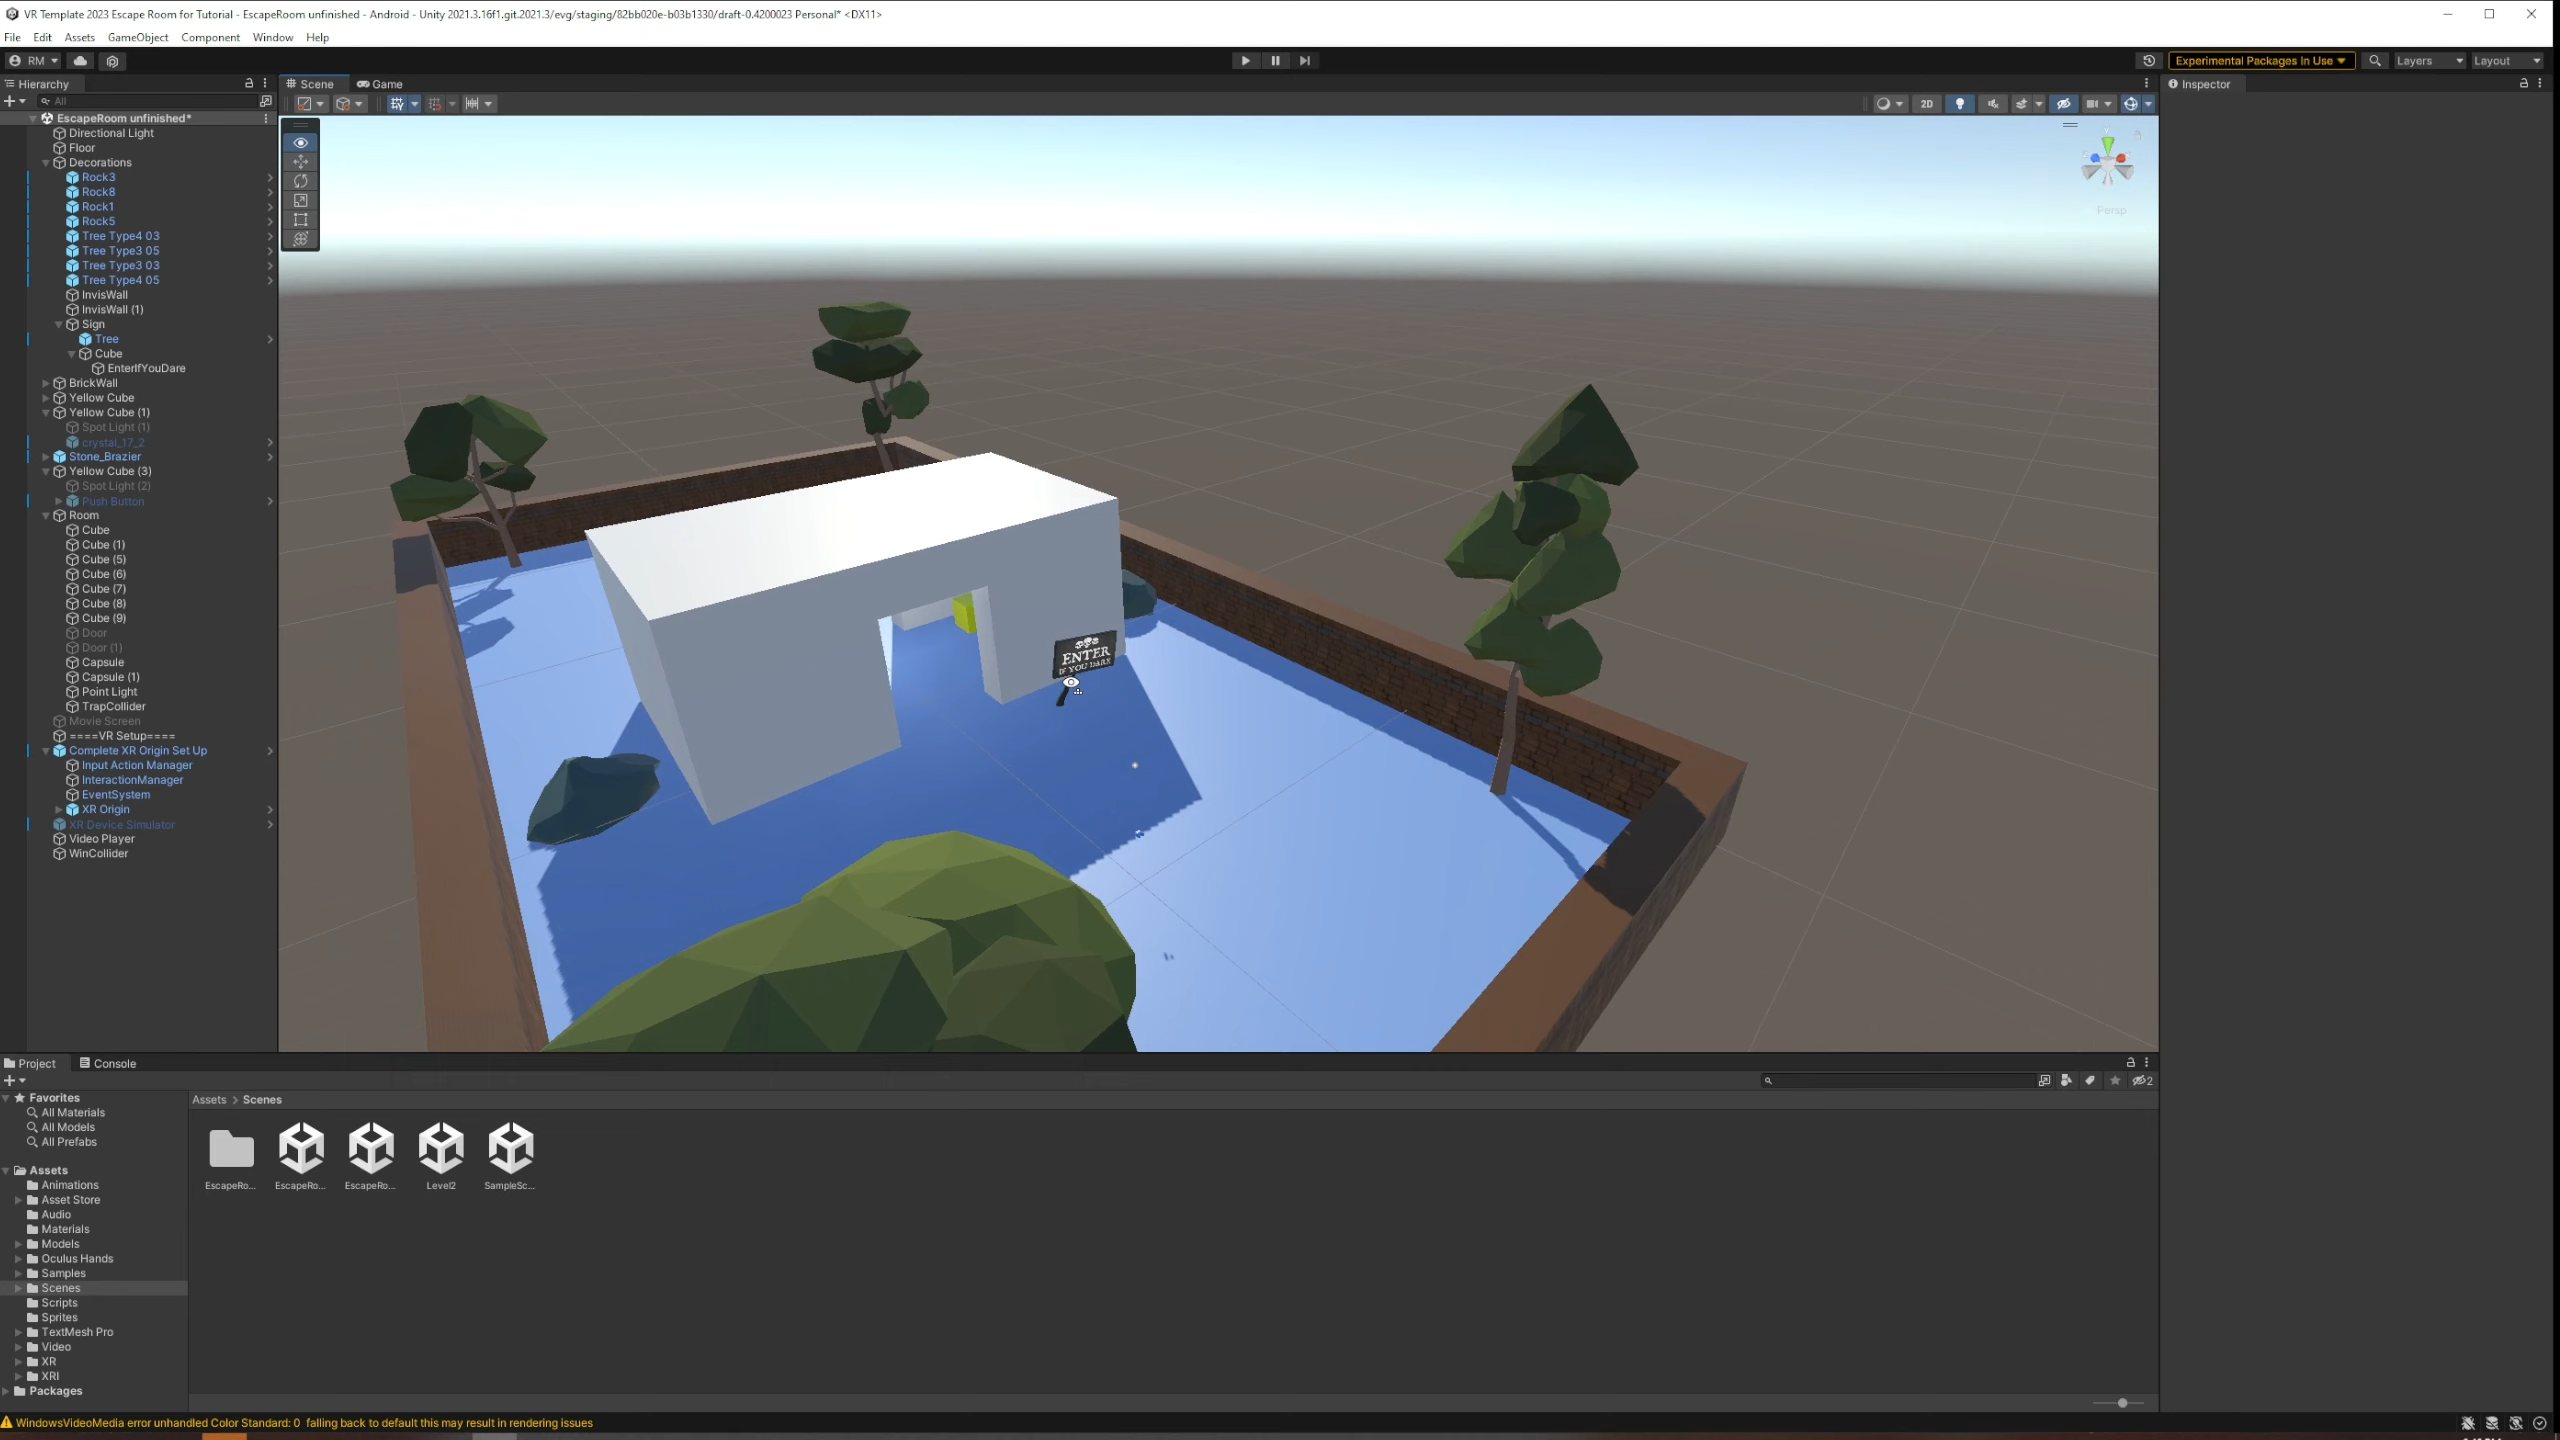 VR Template 2023 Escape Room for Tutorial - EscapeRoom unfinished - Android - Unity 2021.3.16f1.git.2021.3/evg/staging/82bb020e-b03b1330/draft-0.4200023 Personal* <DX11>
File Edit Assets GameObject Component Window Help
RM
Experimental Packages In Use
Layers
Layout
Hierarchy
All
EscapeRoom unfinished*
Directional Light
Floor
Decorations
Rock3
Rock8
Rock1
Rock5
Tree Type4 03
Tree Type3 05
Tree Type3 03
Tree Type4 05
InvisWall
InvisWall (1)
Sign
Tree
Cube
EnterIfYouDare
BrickWall
Yellow Cube
Yellow Cube (1)
Spot Light (1)
crystal_17_2
Stone_Brazier
Yellow Cube (3)
Spot Light (2)
Push Button
Room
Cube
Cube (1)
Cube (5)
Cube (6)
Cube (7)
Cube (8)
Cube (9)
Door
Door (1)
Capsule
Capsule (1)
Point Light
TrapCollider
Movie Screen
====VR Setup====
Complete XR Origin Set Up
Input Action Manager
InteractionManager
EventSystem
XR Origin
XR Device Simulator
Video Player
WinCollider
Scene
Game
2D
Persp
ENTER
IF YOU DARE
Inspector
Project
Console
2
Favorites
All Materials
All Models
All Prefabs
Assets
Animations
Asset Store
Audio
Materials
Models
Oculus Hands
Samples
Scenes
Scripts
Sprites
TextMesh Pro
Video
XR
XRI
Packages
Assets > Scenes
EscapeRo...
EscapeRo...
EscapeRo...
Level2
SampleSc...
WindowsVideoMedia error unhandled Color Standard: 0 falling back to default this may result in rendering issues